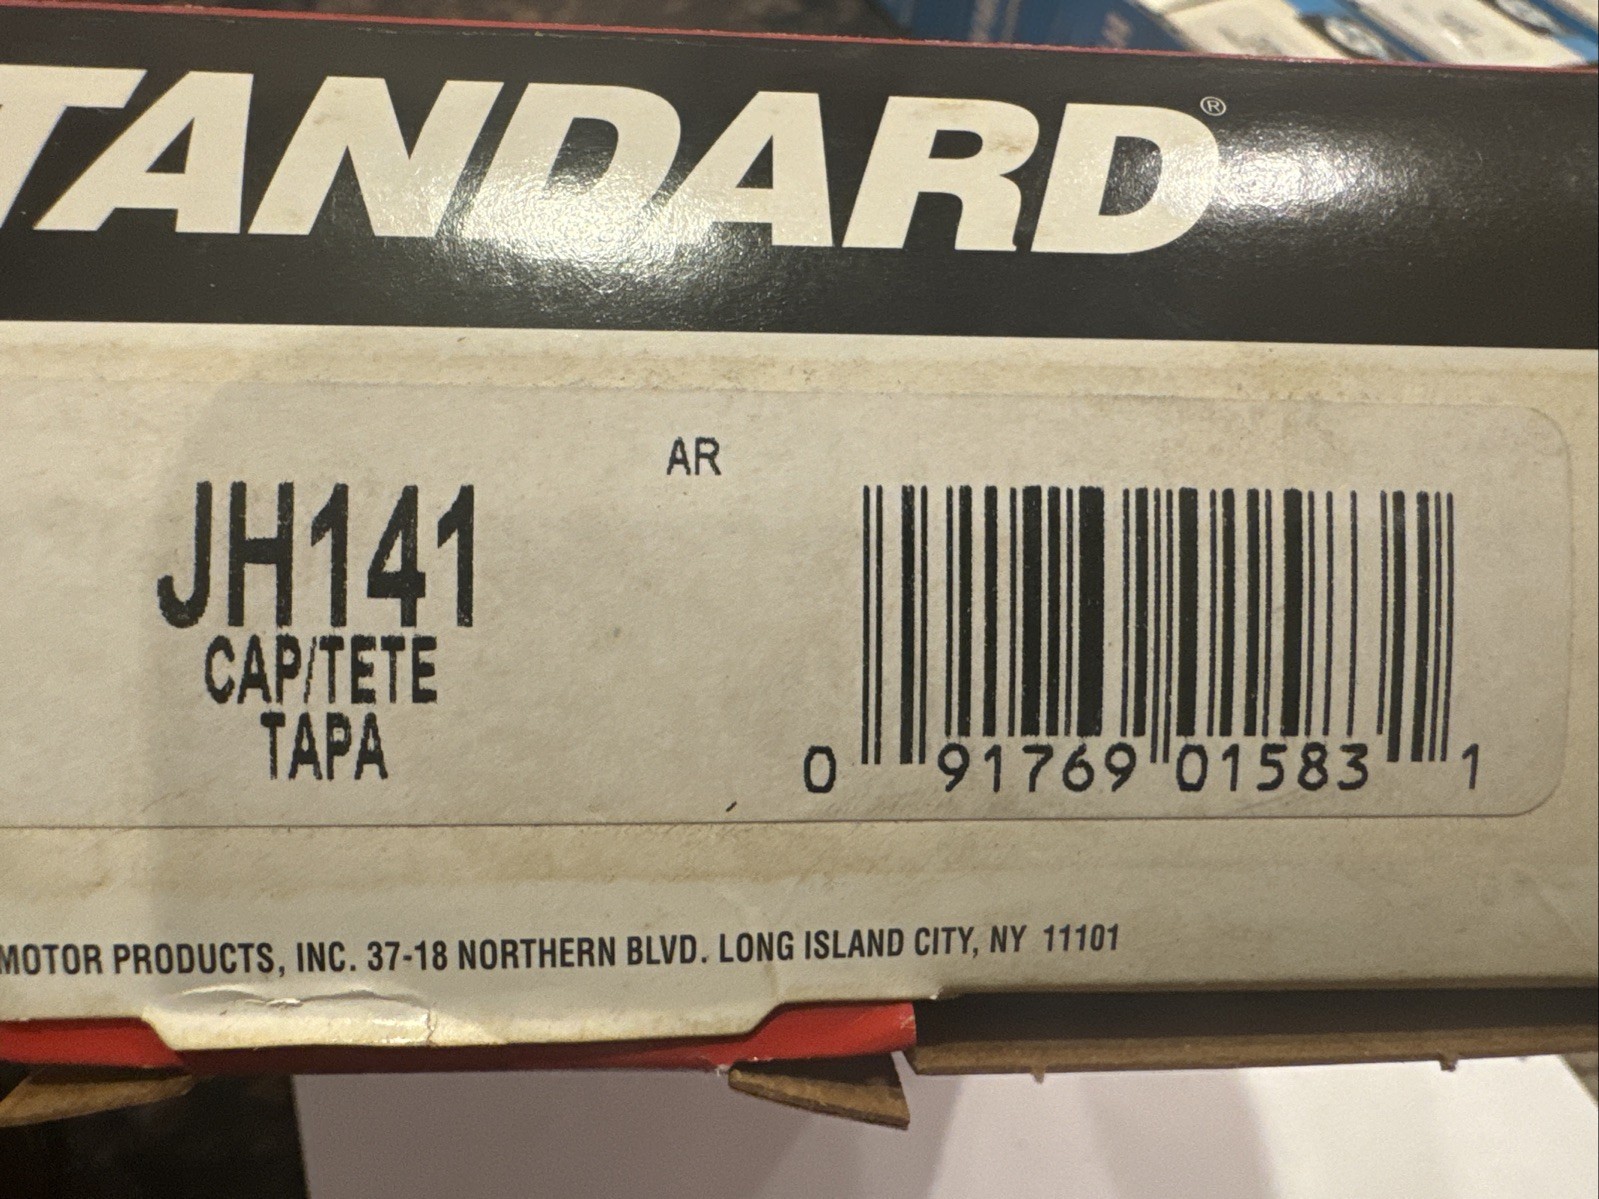 TANDARD®
AR
JH141
CAP/TETE
TAPA
0 91769 01583 1
MOTOR PRODUCTS, INC. 37-18 NORTHERN BLVD. LONG ISLAND CITY, NY 11101